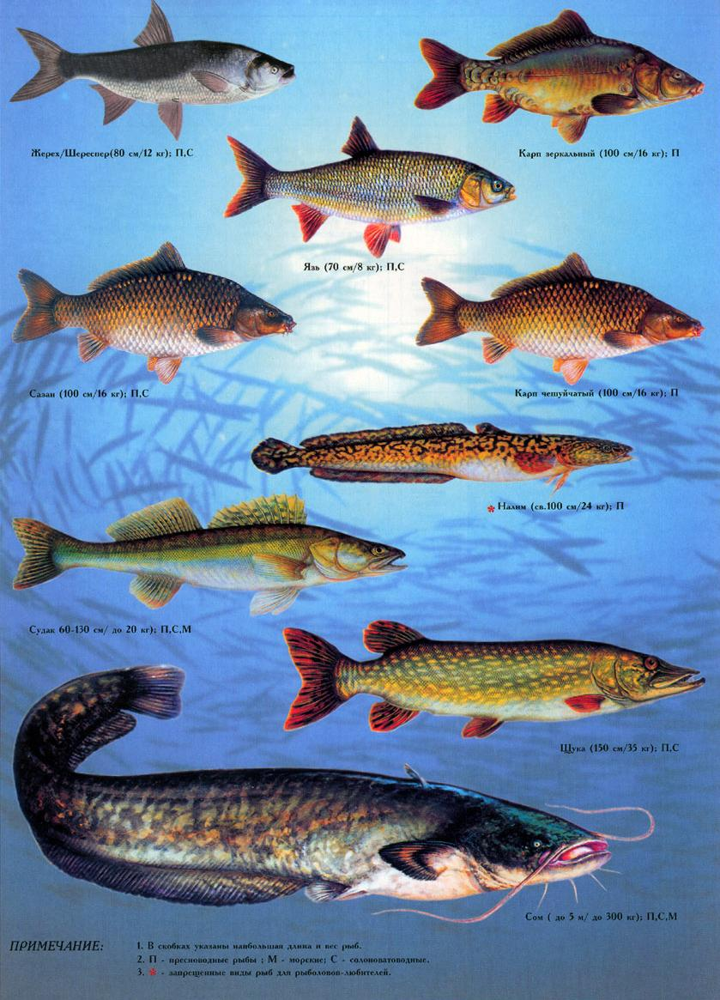 Жерех/Шереспер(80 см/12 кг); П,С
Карп зеркальный (100 см/16 кг); П
Язь (70 см/8 кг); П,С
Сазан (100 см/16 кг); П,С
Карп чешуйчатый (100 см/16 кг); П
* Налим (св.100 см/24 кг); П
Судак 60-130 см/ до 20 кг); П,С,М
Щука (150 см/35 кг); П,С
Сом ( до 5 м/ до 300 кг); П,С,М
ПРИМЕЧАНИЕ: 1. В скобках указаны наибольшая длина и вес рыб.
2. П - пресноводные рыбы ; М - морские; С - солоноватоводные.
3. * - запрещенные виды рыб для рыболовов-любителей.